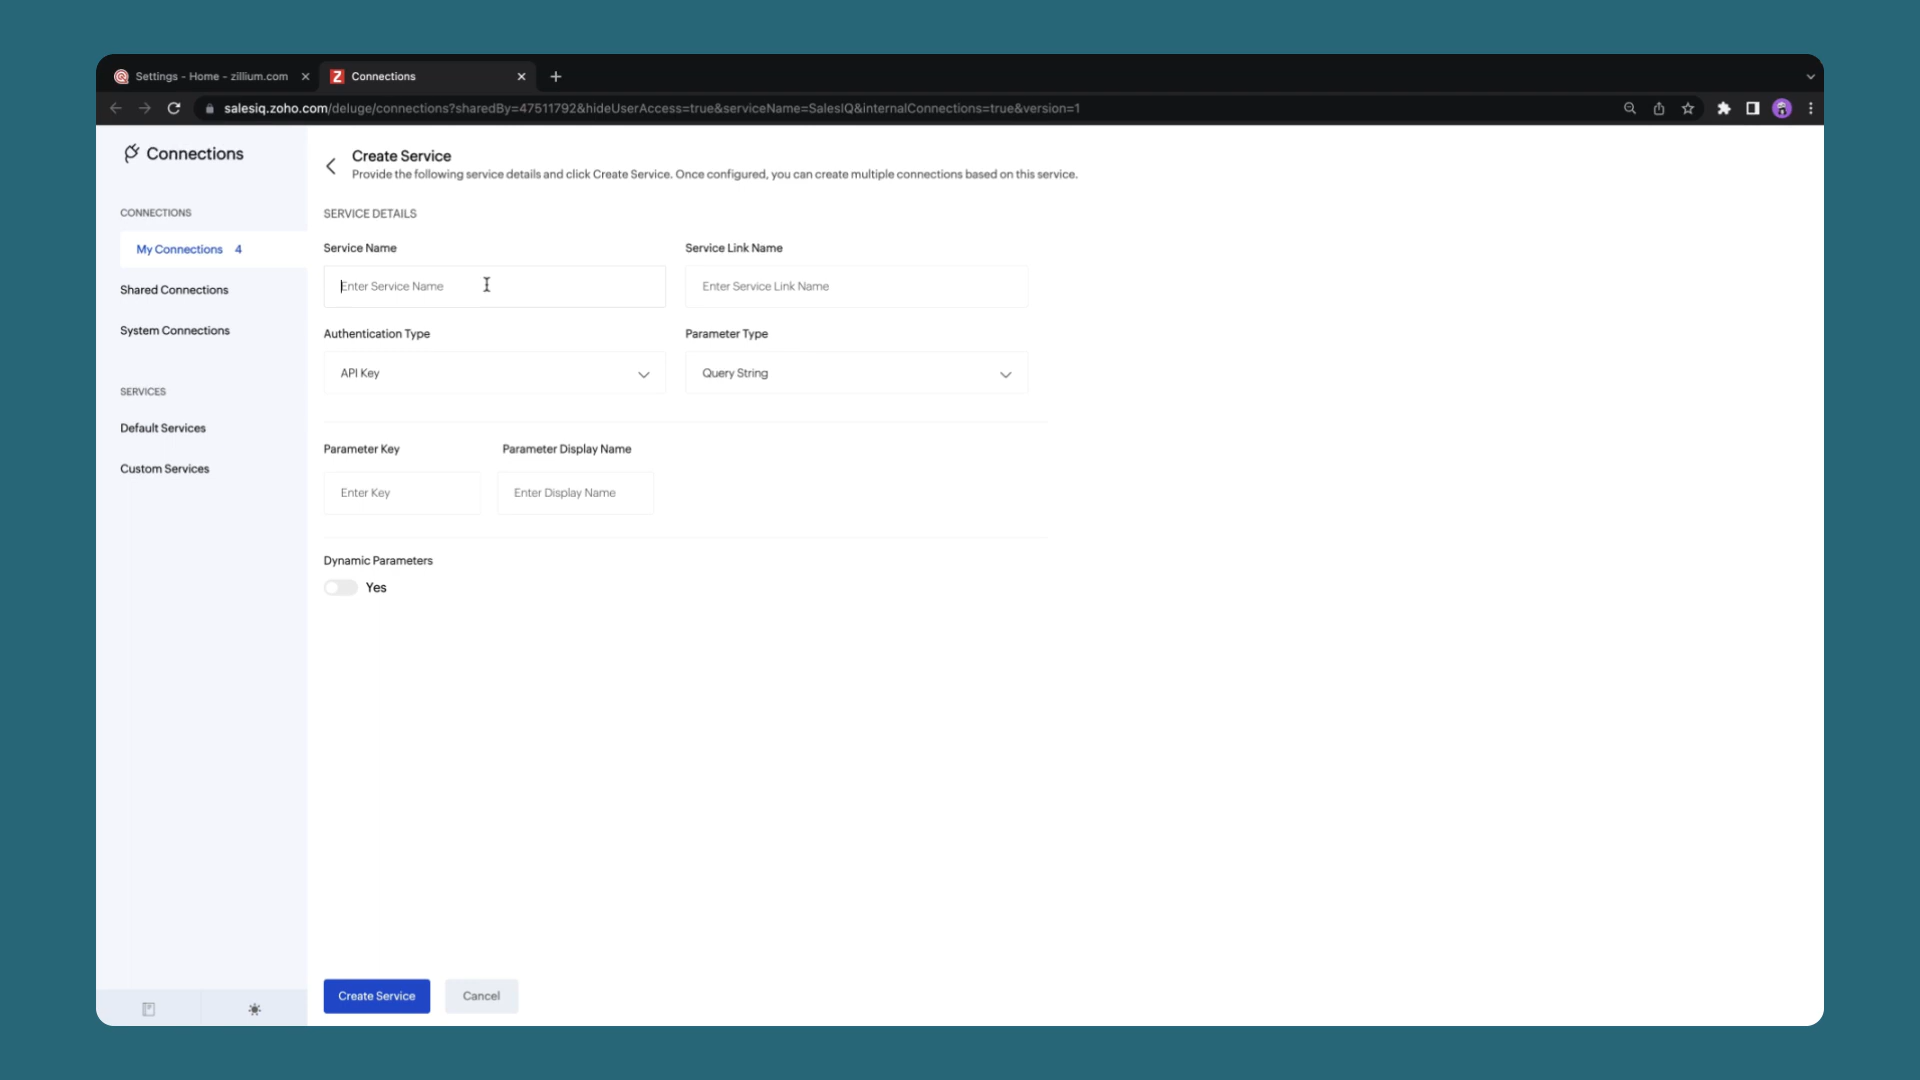 Settings - Home - zillium.com
Z Connections
salesiq.zoho.com/deluge/connections?sharedBy=47511792&hideUserAccess=true&serviceName=SalesIQ&internalConnections=true&version=1
Connections
CONNECTIONS
My Connections 4
Shared Connections
System Connections
SERVICES
Default Services
Custom Services
Create Service
Provide the following service details and click Create Service. Once configured, you can create multiple connections based on this service.
SERVICE DETAILS
Service Name
Service Link Name
Enter Service Name
Enter Service Link Name
Authentication Type
Parameter Type
API Key
Query String
Parameter Key
Parameter Display Name
Enter Key
Enter Display Name
Dynamic Parameters
Yes
Create Service
Cancel